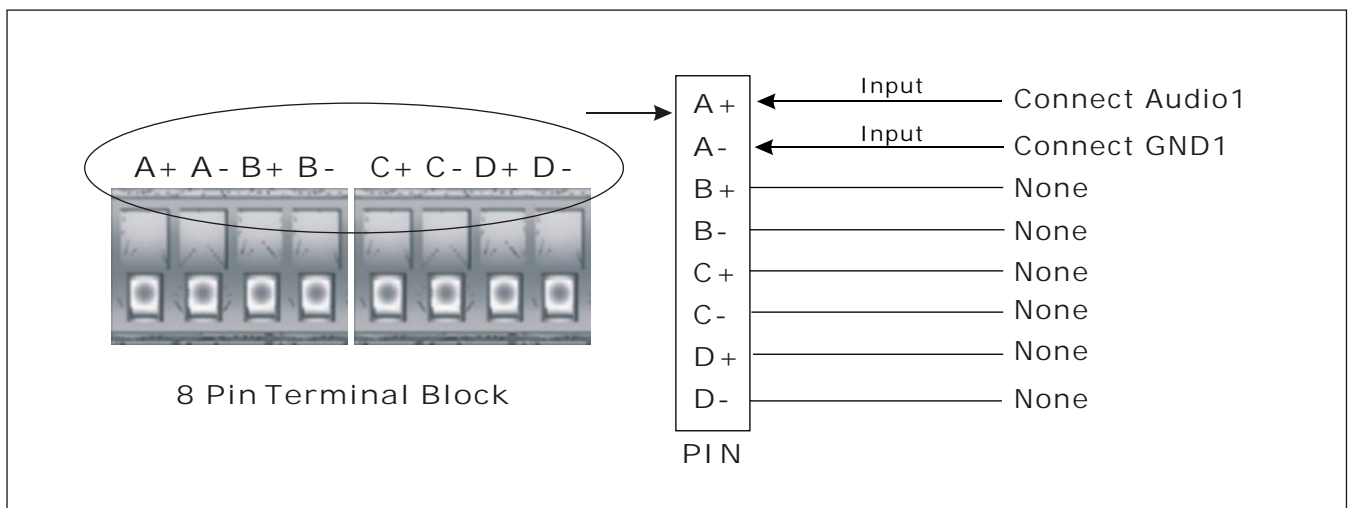 A+ A- B+ B- C+ C- D+ D-
8 Pin Terminal Block
A+ Input Connect Audio1
A- Input Connect GND1
B+ None
B- None
C+ None
C- None
D+ None
D- None
PIN